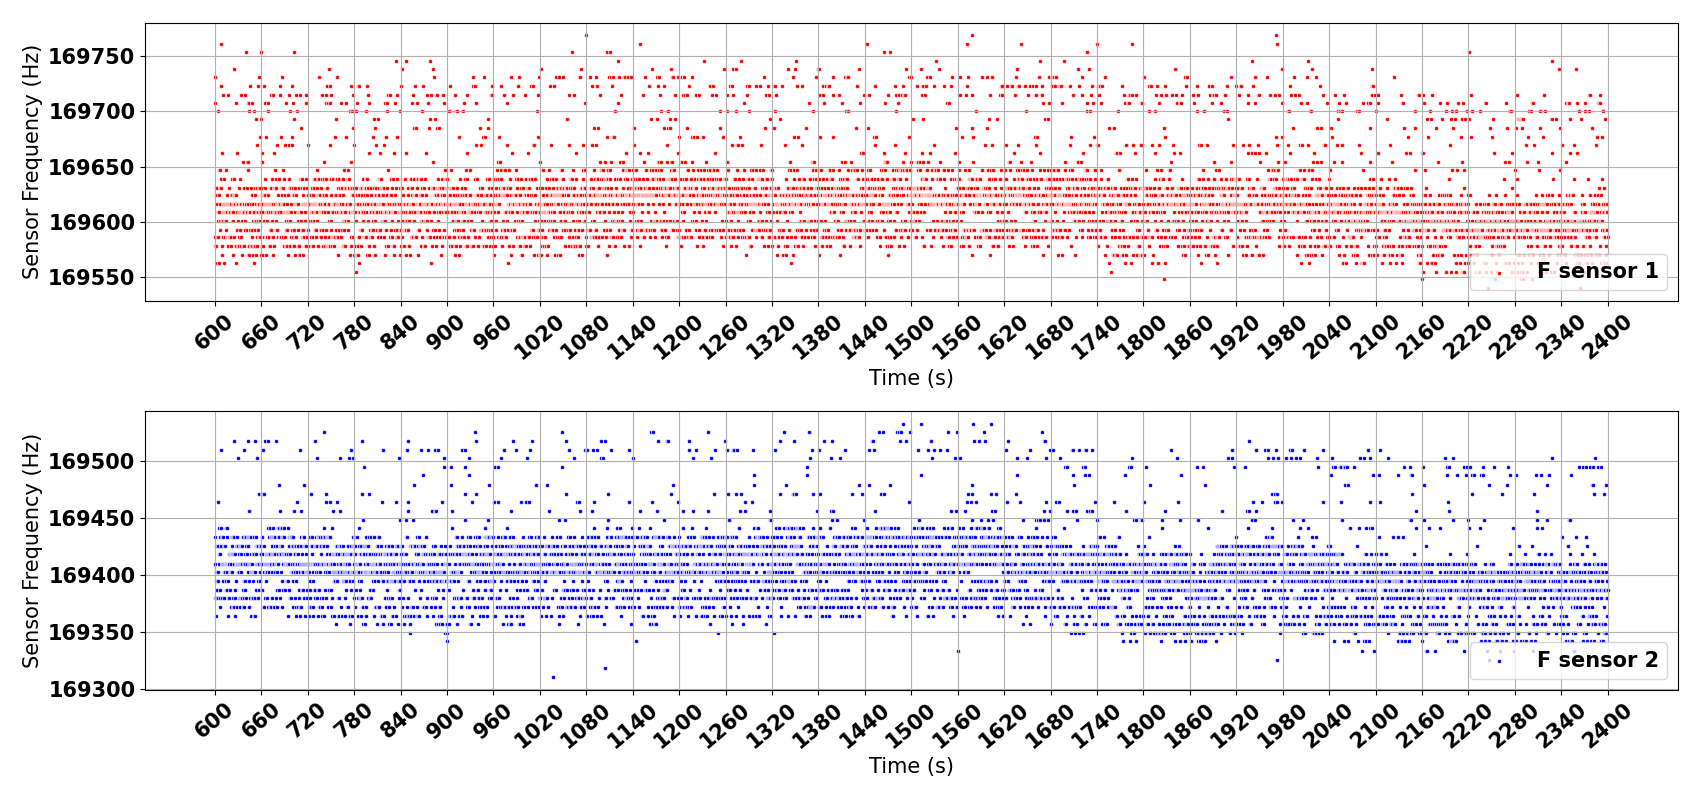 Sensor Frequency (Hz)
169750
169700
169650
169600
169550
F sensor 1
600 660 720 780 840 900 960 1020 1080 1140 1200 1260 1320 1380 1440 1500 1560 1620 1680 1740 1800 1860 1920 1980 2040 2100 2160 2220 2280 2340 2400
Time (s)
Sensor Frequency (Hz)
169500
169450
169400
169350
169300
F sensor 2
600 660 720 780 840 900 960 1020 1080 1140 1200 1260 1320 1380 1440 1500 1560 1620 1680 1740 1800 1860 1920 1980 2040 2100 2160 2220 2280 2340 2400
Time (s)